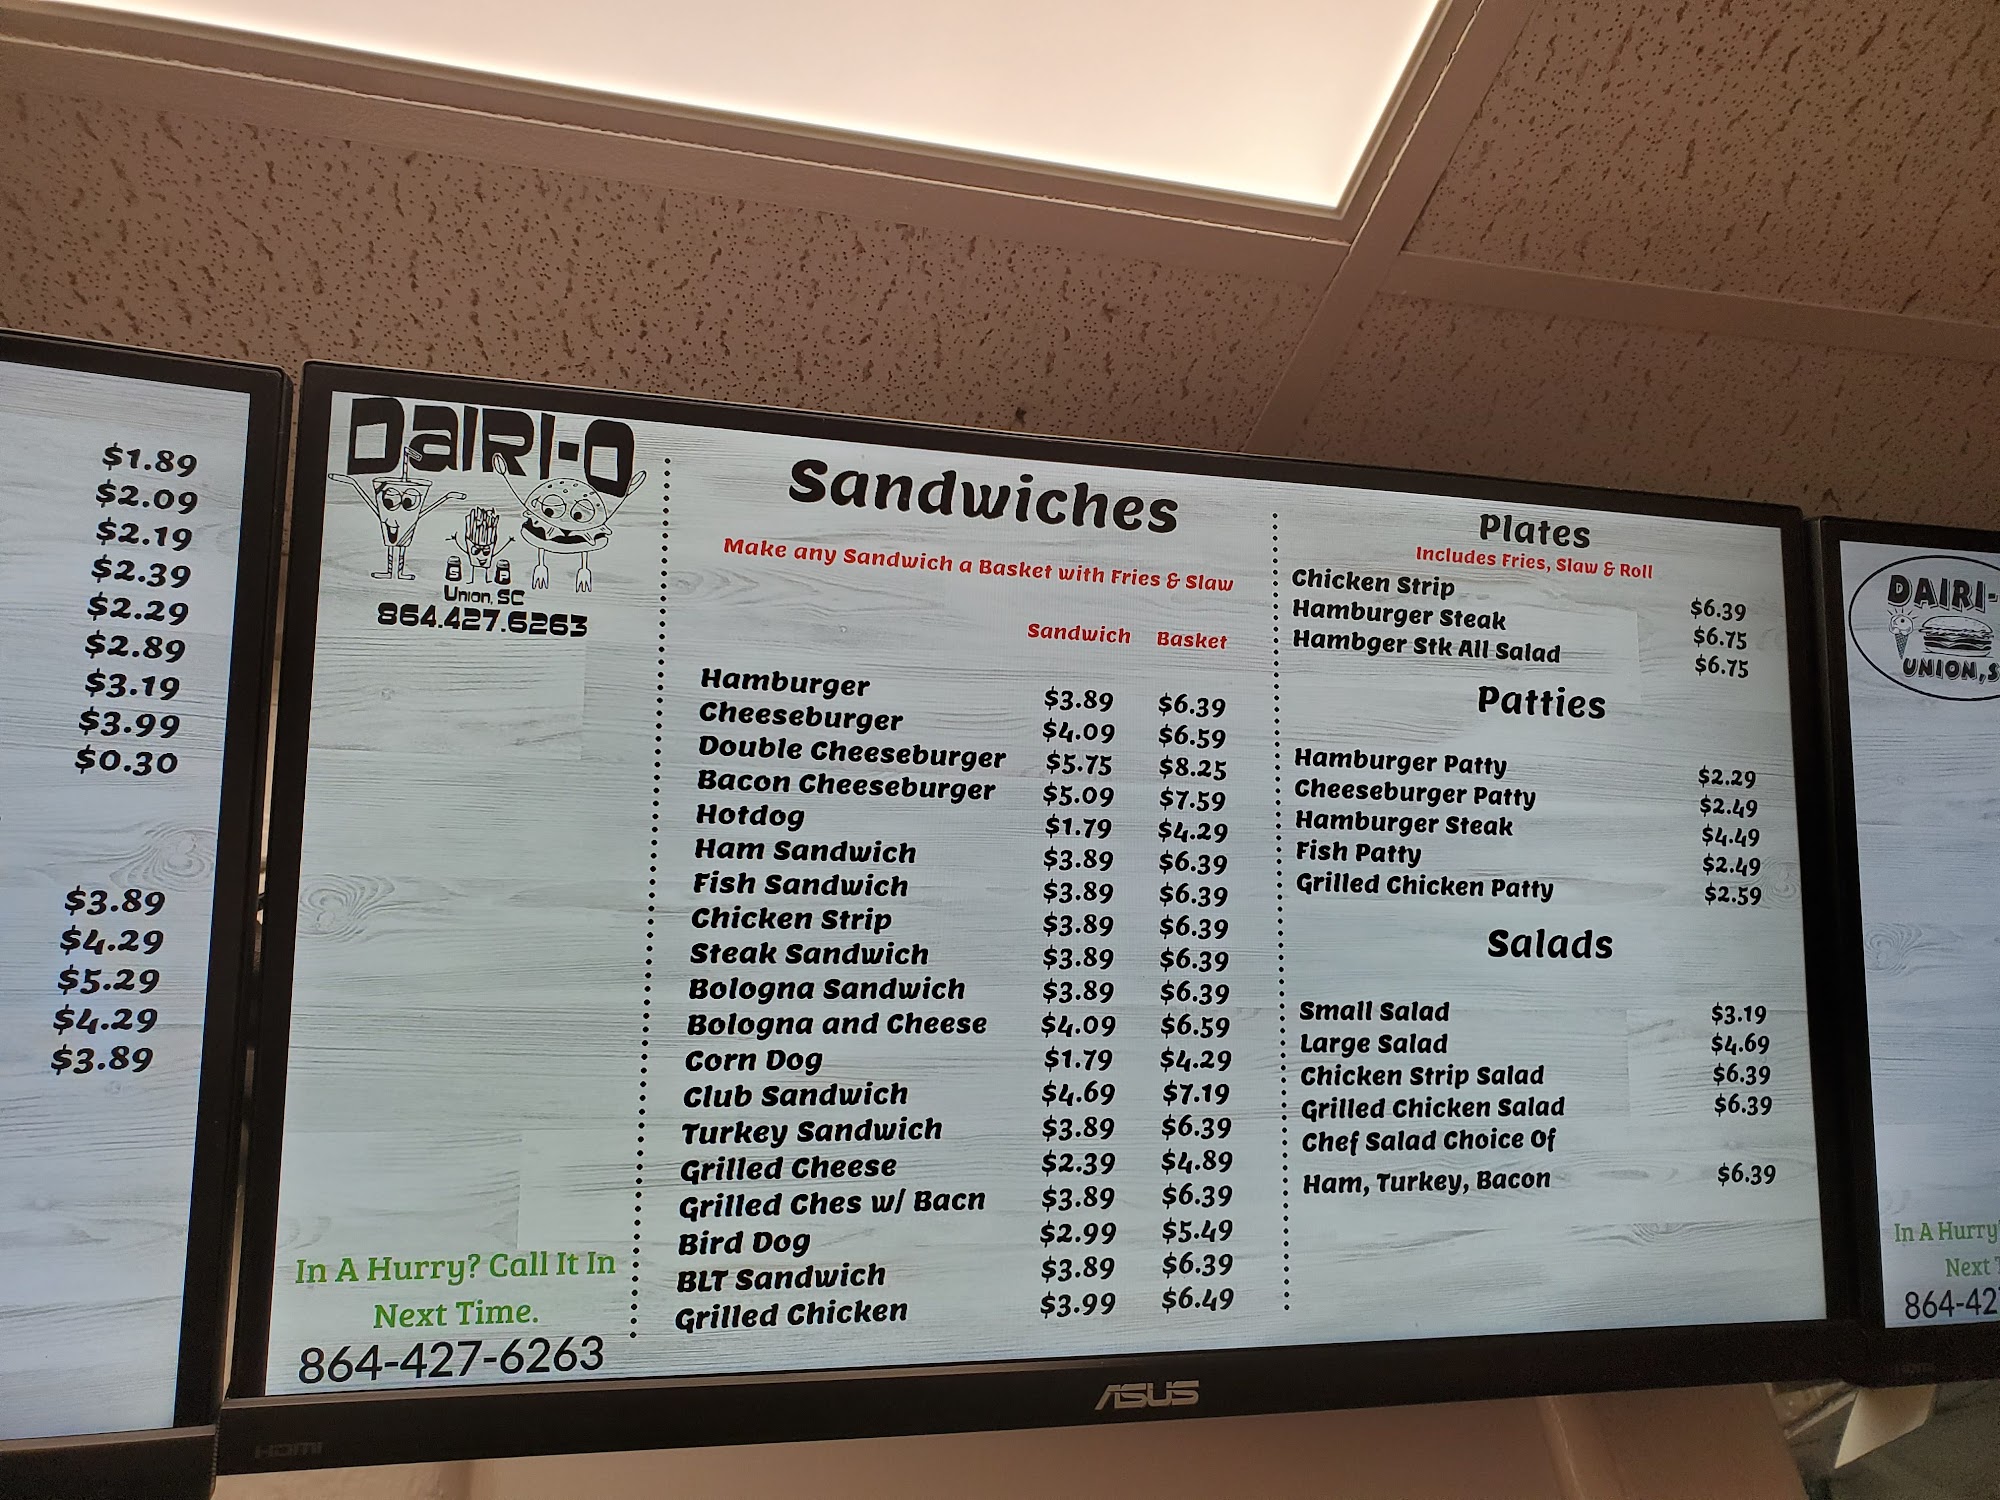 $1.89
$2.09
$2.19
$2.39
$2.29
$2.89
$3.19
$3.99
$0.30
$3.89
$4.29
$5.29
$4.29
$3.89
DAIRI-O
S P
Union, SC
864.427.6263
In A Hurry? Call It In
Next Time.
864-427-6263
Sandwiches
Make any Sandwich a Basket with Fries & Slaw
Sandwich Basket
Hamburger $3.89 $6.39
Cheeseburger $4.09 $6.59
Double Cheeseburger $5.75 $8.25
Bacon Cheeseburger $5.09 $7.59
Hotdog $1.79 $4.29
Ham Sandwich $3.89 $6.39
Fish Sandwich $3.89 $6.39
Chicken Strip $3.89 $6.39
Steak Sandwich $3.89 $6.39
Bologna Sandwich $3.89 $6.39
Bologna and Cheese $4.09 $6.59
Corn Dog $1.79 $4.29
Club Sandwich $4.69 $7.19
Turkey Sandwich $3.89 $6.39
Grilled Cheese $2.39 $4.89
Grilled Ches w/ Bacn $3.89 $6.39
Bird Dog $2.99 $5.49
BLT Sandwich $3.89 $6.39
Grilled Chicken $3.99 $6.49
Plates
Includes Fries, Slaw & Roll
Chicken Strip $6.39
Hamburger Steak $6.75
Hambger Stk All Salad $6.75
Patties
Hamburger Patty $2.29
Cheeseburger Patty $2.49
Hamburger Steak $4.49
Fish Patty $2.49
Grilled Chicken Patty $2.59
Salads
Small Salad $3.19
Large Salad $4.69
Chicken Strip Salad $6.39
Grilled Chicken Salad $6.39
Chef Salad Choice Of
Ham, Turkey, Bacon $6.39
ASUS
HDMI
DAIRI-
UNION, S
In A Hurry
Next
864-42